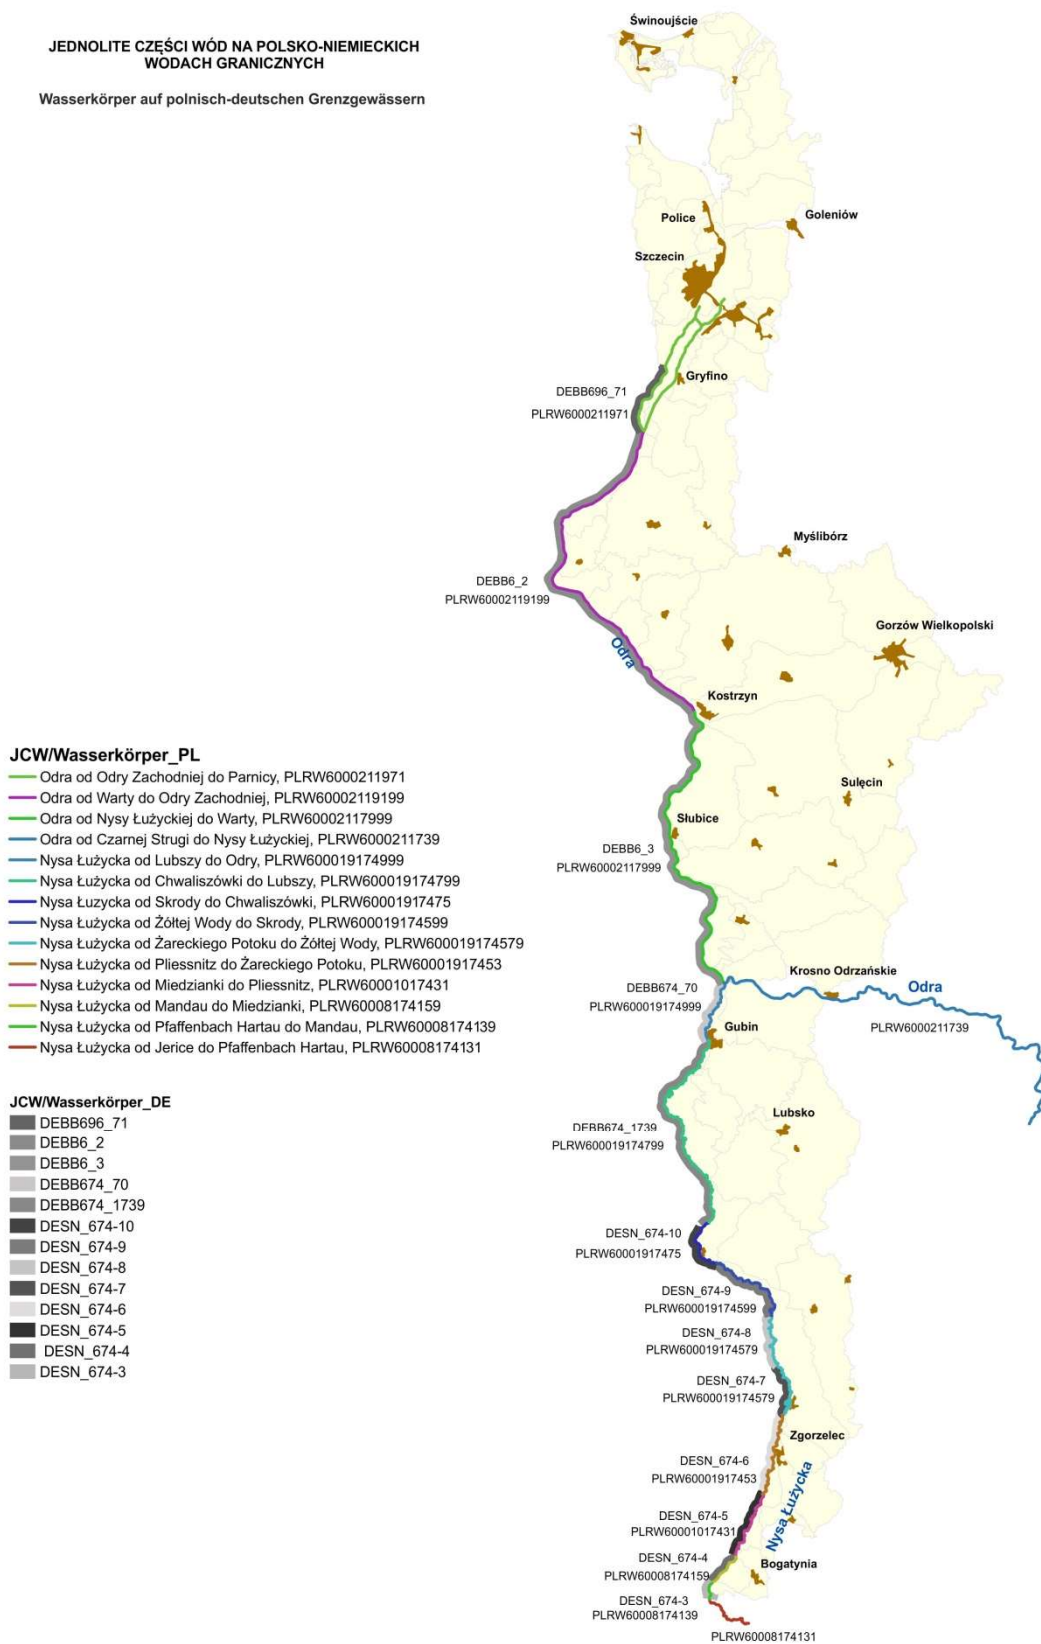 JEDNOLITE CZĘŚCI WÓD NA POLSKO-NIEMIECKICH
WODACH GRANICZNYCH
Wasserkörper auf polnisch-deutschen Grenzgewässern
Świnoujście
Police
Goleniów
Szczecin
Gryfino
DEBB696_71
PLRW6000211971
Myślibórz
DEBB6_2
PLRW60002119199
Gorzów Wielkopolski
Odra
Kostrzyn
Sulęcin
Słubice
DEBB6_3
PLRW60002117999
Krosno Odrzańskie
DEBB674_70
Odra
PLRW600019174999
PLRW6000211739
Gubin
Lubsko
DEBB674_1739
PLRW600019174799
DESN_674-10
PLRW60001917475
DESN_674-9
PLRW600019174599
DESN_674-8
PLRW600019174579
DESN_674-7
PLRW600019174579
Zgorzelec
DESN_674-6
PLRW60001917453
Nysa Łużycka
DESN_674-5
PLRW60001017431
DESN_674-4
Bogatynia
PLRW60008174159
DESN_674-3
PLRW60008174139
PLRW60008174131
JCW/Wasserkörper_PL
Odra od Odry Zachodniej do Parnicy, PLRW6000211971
Odra od Warty do Odry Zachodniej, PLRW60002119199
Odra od Nysy Łużyckiej do Warty, PLRW60002117999
Odra od Czarnej Strugi do Nysy Łużyckiej, PLRW6000211739
Nysa Łużycka od Lubszy do Odry, PLRW600019174999
Nysa Łużycka od Chwaliszówki do Lubszy, PLRW600019174799
Nysa Łuzycka od Skrody do Chwaliszówki, PLRW60001917475
Nysa Łużycka od Żółtej Wody do Skrody, PLRW600019174599
Nysa Łużycka od Żareckiego Potoku do Żółtej Wody, PLRW600019174579
Nysa Łużycka od Pliessnitz do Żareckiego Potoku, PLRW60001917453
Nysa Łużycka od Miedzianki do Pliessnitz, PLRW60001017431
Nysa Łużycka od Mandau do Miedzianki, PLRW60008174159
Nysa Łużycka od Pfaffenbach Hartau do Mandau, PLRW60008174139
Nysa Łużycka od Jerice do Pfaffenbach Hartau, PLRW60008174131
JCW/Wasserkörper_DE
DEBB696_71
DEBB6_2
DEBB6_3
DEBB674_70
DEBB674_1739
DESN_674-10
DESN_674-9
DESN_674-8
DESN_674-7
DESN_674-6
DESN_674-5
DESN_674-4
DESN_674-3